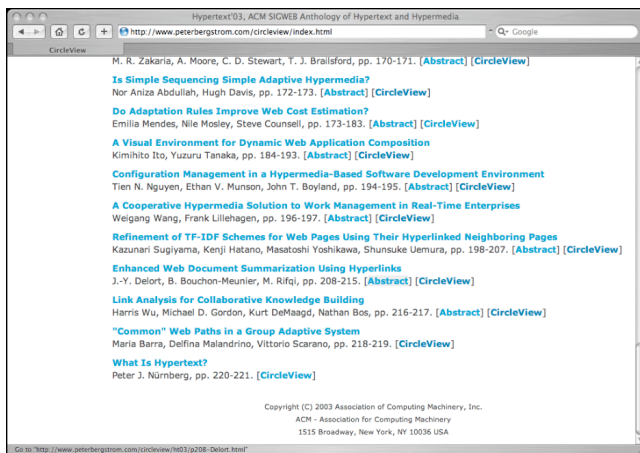 Hypertext'03, ACM SIGWEB Anthology of Hypertext and Hypermedia
http://www.peterbergstrom.com/circleview/index.html
Google
CircleView
M. R. Zakaria, A. Moore, C. D. Stewart, T. J. Brailsford, pp. 170-171. [Abstract] [CircleView]
Is Simple Sequencing Simple Adaptive Hypermedia?
Nor Aniza Abdullah, Hugh Davis, pp. 172-173. [Abstract] [CircleView]
Do Adaptation Rules Improve Web Cost Estimation?
Emilia Mendes, Nile Mosley, Steve Counsell, pp. 173-183. [Abstract] [CircleView]
A Visual Environment for Dynamic Web Application Composition
Kimihito Ito, Yuzuru Tanaka, pp. 184-193. [Abstract] [CircleView]
Configuration Management in a Hypermedia-Based Software Development Environment
Tien N. Nguyen, Ethan V. Munson, John T. Boyland, pp. 194-195. [Abstract] [CircleView]
A Cooperative Hypermedia Solution to Work Management in Real-Time Enterprises
Weigang Wang, Frank Lillehagen, pp. 196-197. [Abstract] [CircleView]
Refinement of TF-IDF Schemes for Web Pages Using Their Hyperlinked Neighboring Pages
Kazunari Sugiyama, Kenji Hatano, Masatoshi Yoshikawa, Shunsuke Uemura, pp. 198-207. [Abstract] [CircleView]
Enhanced Web Document Summarization Using Hyperlinks
J.-Y. Delort, B. Bouchon-Meunier, M. Rifqi, pp. 208-215. [Abstract] [CircleView]
Link Analysis for Collaborative Knowledge Building
Harris Wu, Michael D. Gordon, Kurt DeMaagd, Nathan Bos, pp. 216-217. [Abstract] [CircleView]
"Common" Web Paths in a Group Adaptive System
Maria Barra, Delfina Malandrino, Vittorio Scarano, pp. 218-219. [CircleView]
What Is Hypertext?
Peter J. Nürnberg, pp. 220-221. [CircleView]
Copyright (C) 2003 Association of Computing Machinery, Inc.
ACM - Association for Computing Machinery
1515 Broadway, New York, NY 10036 USA
Go to "http://www.peterbergstrom.com/circleview/ht03/p208-Delort.html"